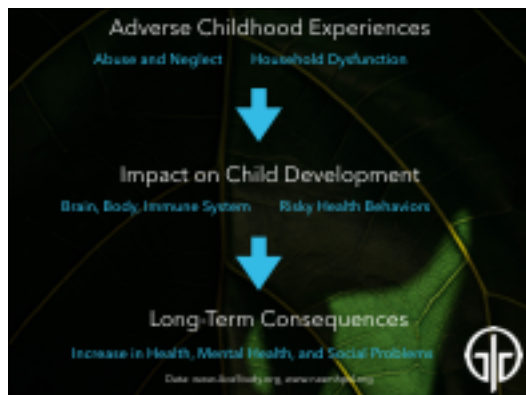 Adverse Childhood Experiences
Abuse and Neglect Household Dysfunction
Impact on Child Development
Brain, Body, Immune System Risky Health Behaviors
Long-Term Consequences
Increase in Health, Mental Health, and Social Problems
Data: